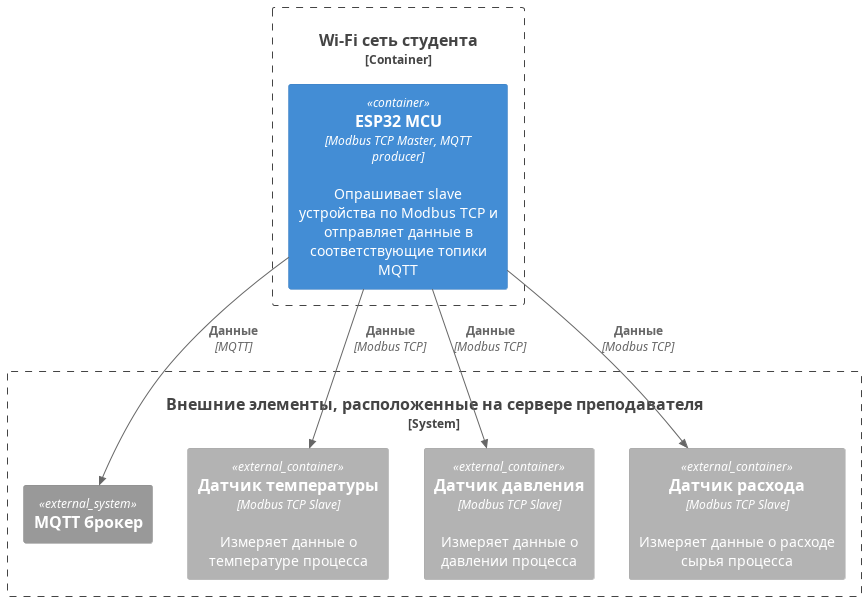 Wi-Fi сеть студента
[Container]
«container»
ESP32 MCU
[Modbus TCP Master, MQTT
producer]
Опрашивает slave
устройства по Modbus TCP и
отправляет данные в
соответствующие топики
MQTT
Данные
[MQTT]
Данные
[Modbus TCP]
Данные
[Modbus TCP]
Данные
[Modbus TCP]
Внешние элементы, расположенные на сервере преподавателя
[System]
«external_system»
MQTT брокер
«external_container»
Датчик температуры
[Modbus TCP Slave]
Измеряет данные о
температуре процесса
«external_container»
Датчик давления
[Modbus TCP Slave]
Измеряет данные о
давлении процесса
«external_container»
Датчик расхода
[Modbus TCP Slave]
Измеряет данные о расходе
сырья процесса